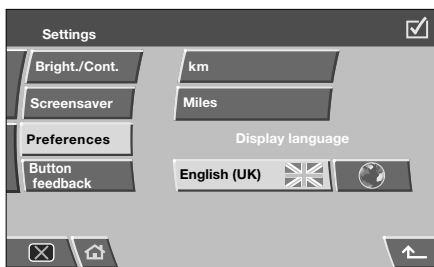 Settings
Bright./Cont.
km
Screensaver
Miles
Preferences
Display language
Button
feedback
English (UK)